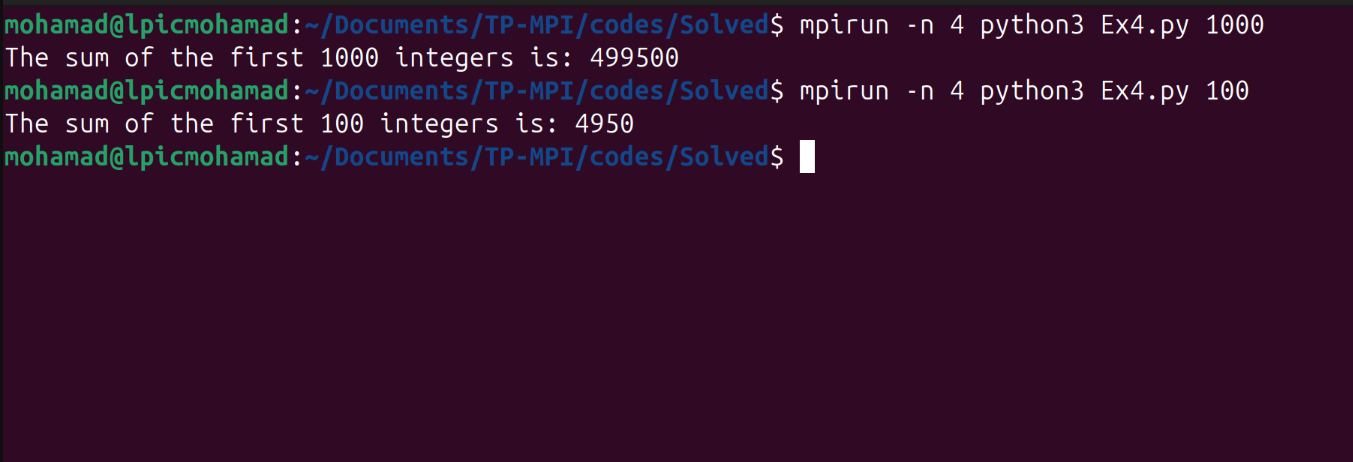 mohamad@lpicmohamad:~/Documents/TP-MPI/codes/Solved$ mpirun -n 4 python3 Ex4.py 1000
The sum of the first 1000 integers is: 499500
mohamad@lpicmohamad:~/Documents/TP-MPI/codes/Solved$ mpirun -n 4 python3 Ex4.py 100
The sum of the first 100 integers is: 4950
mohamad@lpicmohamad:~/Documents/TP-MPI/codes/Solved$